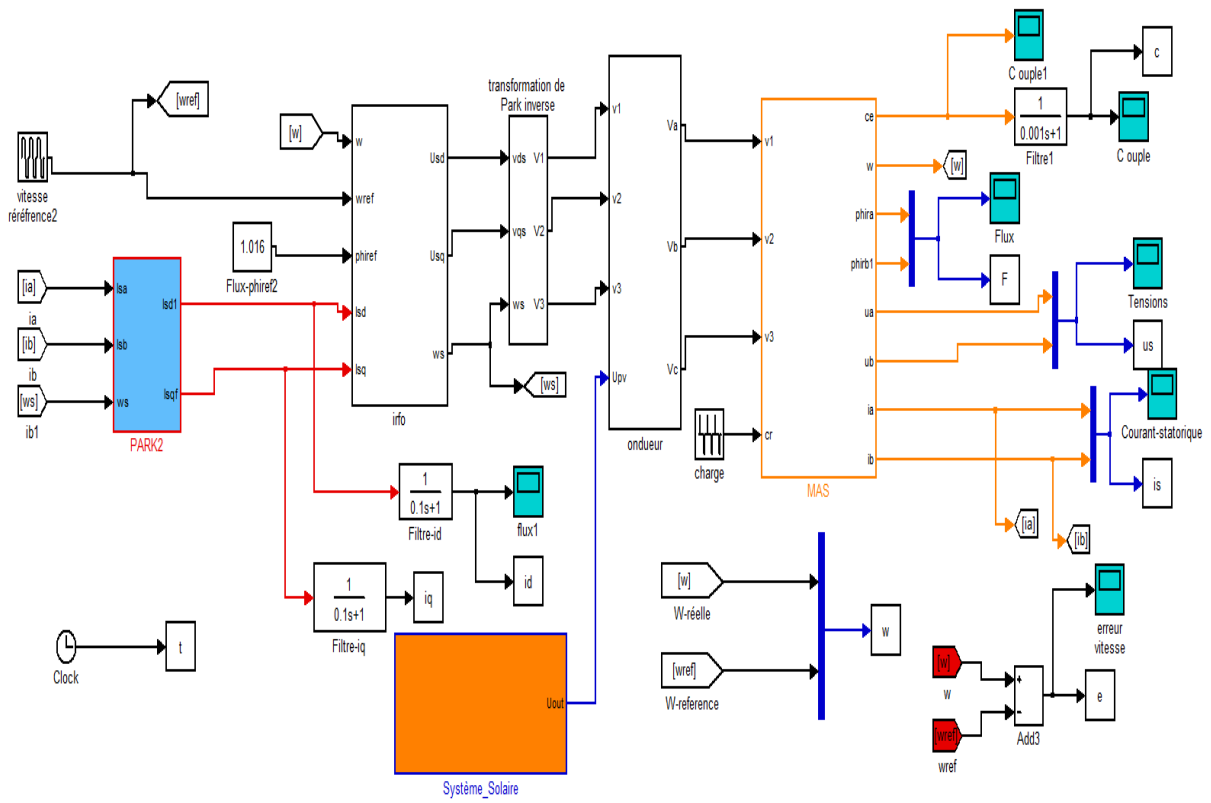 [wref]
vitesse
réréfrence2
[w]
1.016
Flux-phiref2
w
wref
phiref
Isd
Isq
Usd
Usq
ws
irfo
[ia]
ia
[ib]
ib
[ws]
ib1
Isa
Isb
ws
Isd1
Isqf
PARK2
transformation de
Park inverse
vds
vqs
ws
V1
V2
V3
[ws]
v1
v2
v3
Upv
Va
Vb
Vc
ondueur
charge
v1
v2
v3
cr
ce
w
phira
phirb1
ua
ub
ia
ib
MAS
C ouple1
1
0.001s+1
Filtre1
c
C ouple
[w]
Flux
F
Tensions
us
Courant-statorique
is
[ia]
[ib]
1
0.1s+1
Filtre-id
flux1
id
1
0.1s+1
Filtre-iq
iq
Clock
t
Uout
Système_Solaire
[w]
W-réelle
[wref]
W-reference
w
[w]
w
[wref]
wref
+
-
Add3
erreur
vitesse
e